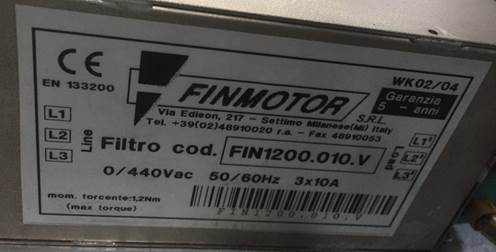 CE
WK02/04
EN 133200
FINMOTOR S.R.L.
Garanzia
5 - anni
Via Edison, 217 - Settimo Milanese(Mi) Italy
Tel. +39(02)48910020 r.a. - Fax 48910053
L1
L2
L3
Line
Filtro cod. FIN1200.010.V
Load
L1'
L2'
L3'
0/440Vac 50/60Hz 3x10A
mom. torcente:1,2Nm
(max torque)
FIN1200.010.V